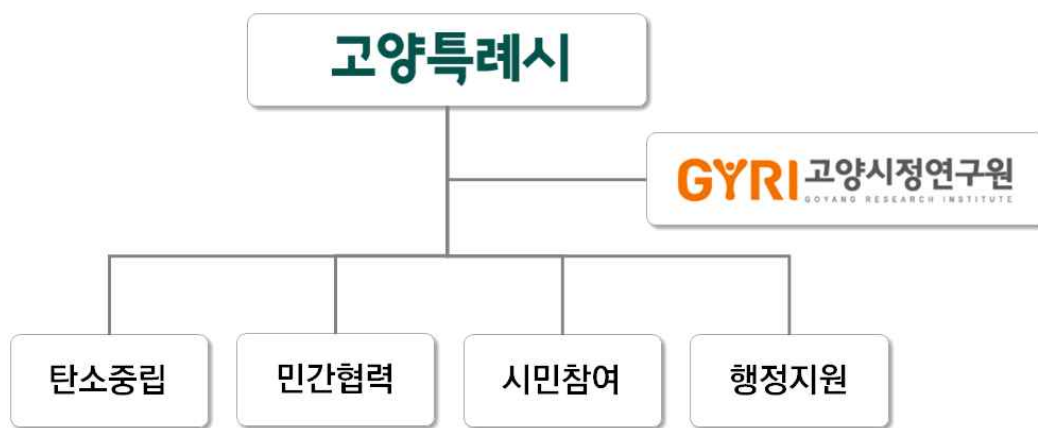 고양특례시
GYRI 고양시정연구원
GOYANG RESEARCH INSTITUTE
탄소중립
민간협력
시민참여
행정지원